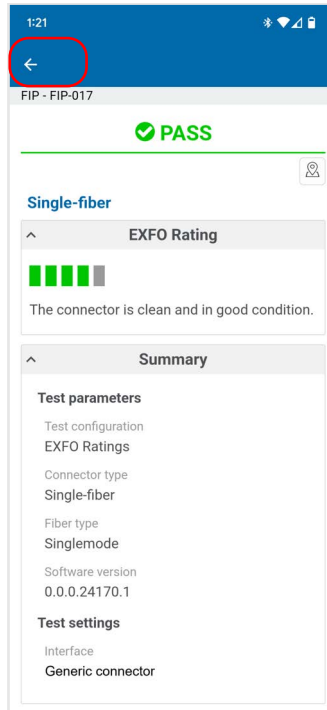 1:21
FIP - FIP-017
PASS
Single-fiber
EXFO Rating
The connector is clean and in good condition.
Summary
Test parameters
Test configuration
EXFO Ratings
Connector type
Single-fiber
Fiber type
Singlemode
Software version
0.0.0.24170.1
Test settings
Interface
Generic connector